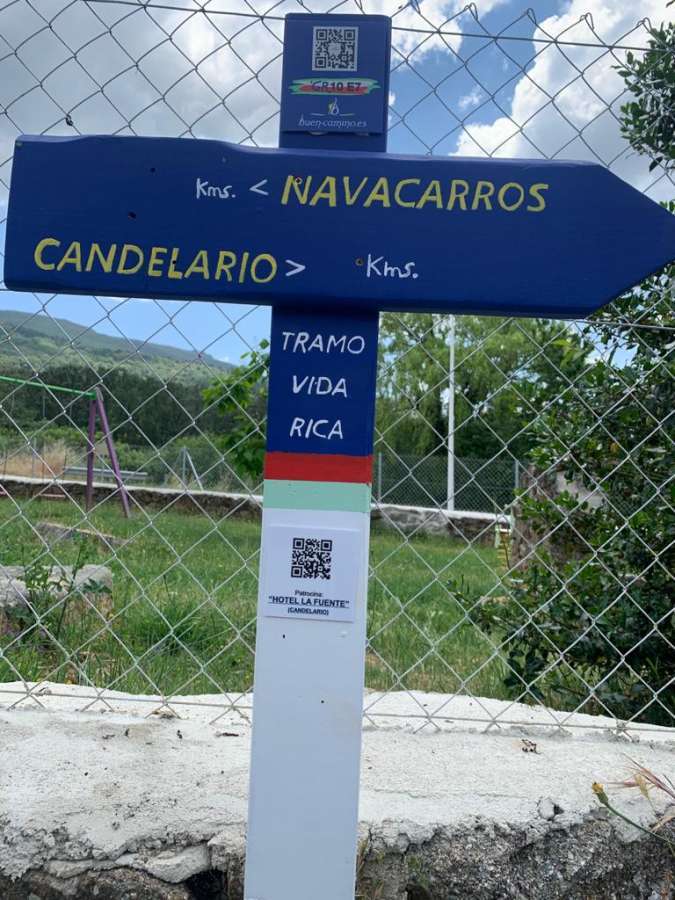 GR10 E7
buen-camino.es
Kms. < NAVACARROS
CANDELARIO > Kms.
TRAMO
VIDA
RICA
Patrocina:
"HOTEL LA FUENTE"
(CANDELARIO)